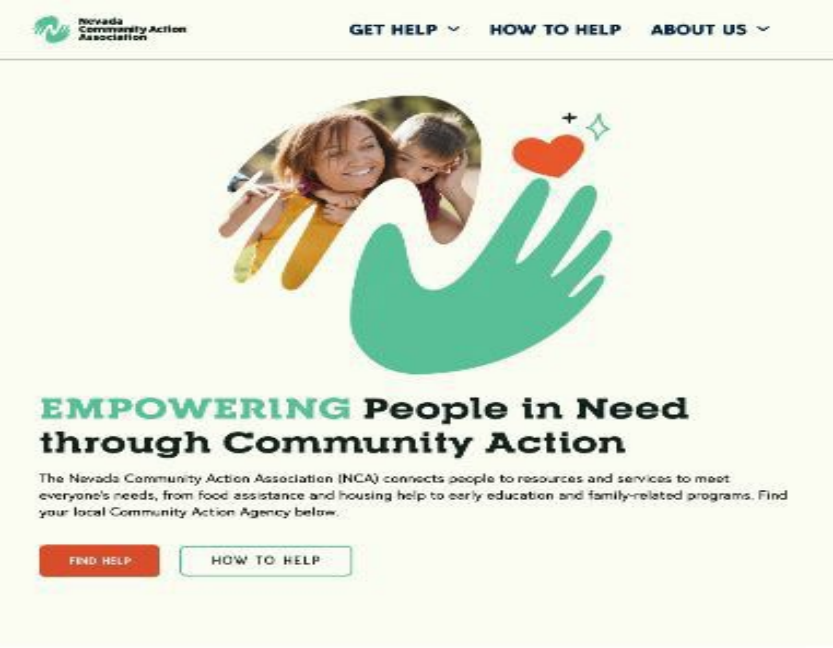 Nevada
Community Action
Association
GET HELP
HOW TO HELP
ABOUT US
EMPOWERING People in Need
through Community Action
The Nevada Community Action Association (NCA) connects people to resources and services to meet
everyone's needs, from food assistance and housing help to early education and family-related programs. Find
your local Community Action Agency below.
FIND HELP
HOW TO HELP